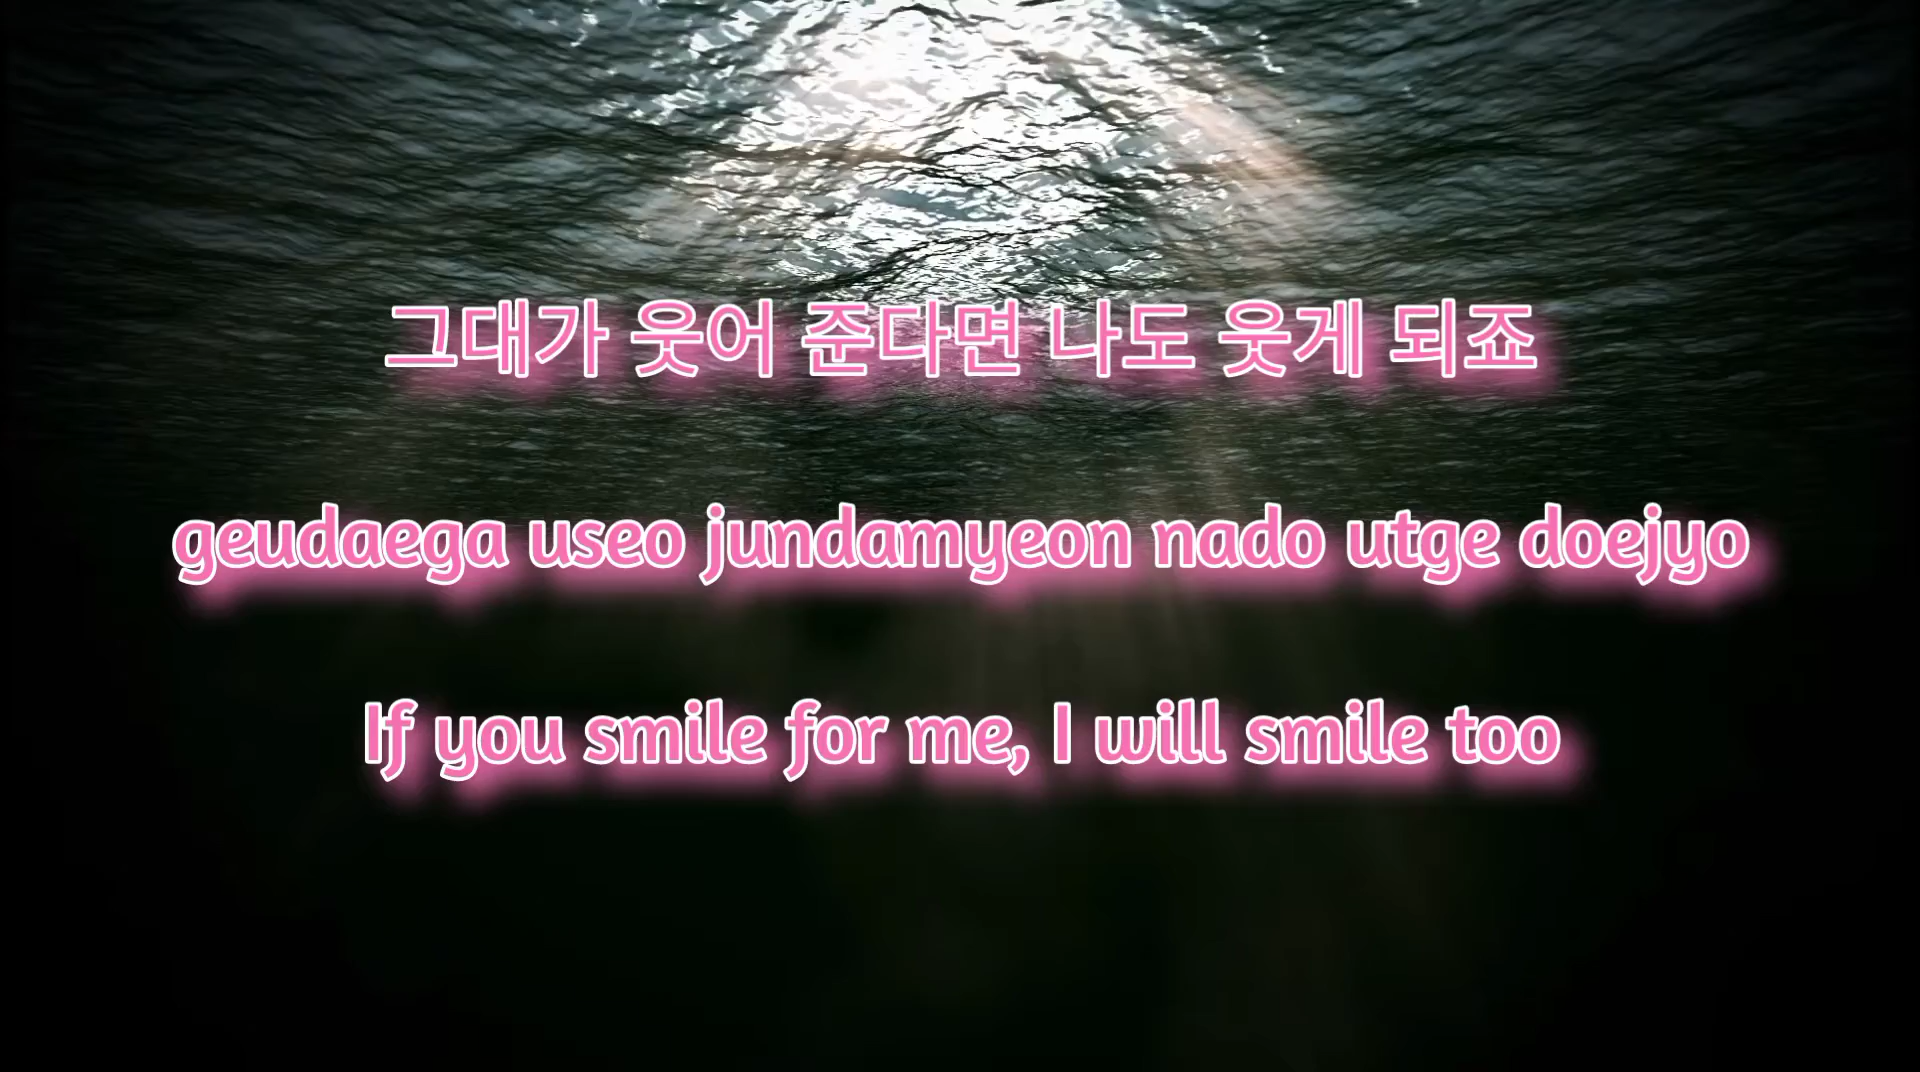 그대가 웃어 준다면 나도 웃게 되죠
geudaega useo jundamyeon nado utge doejyo
If you smile for me, I will smile too